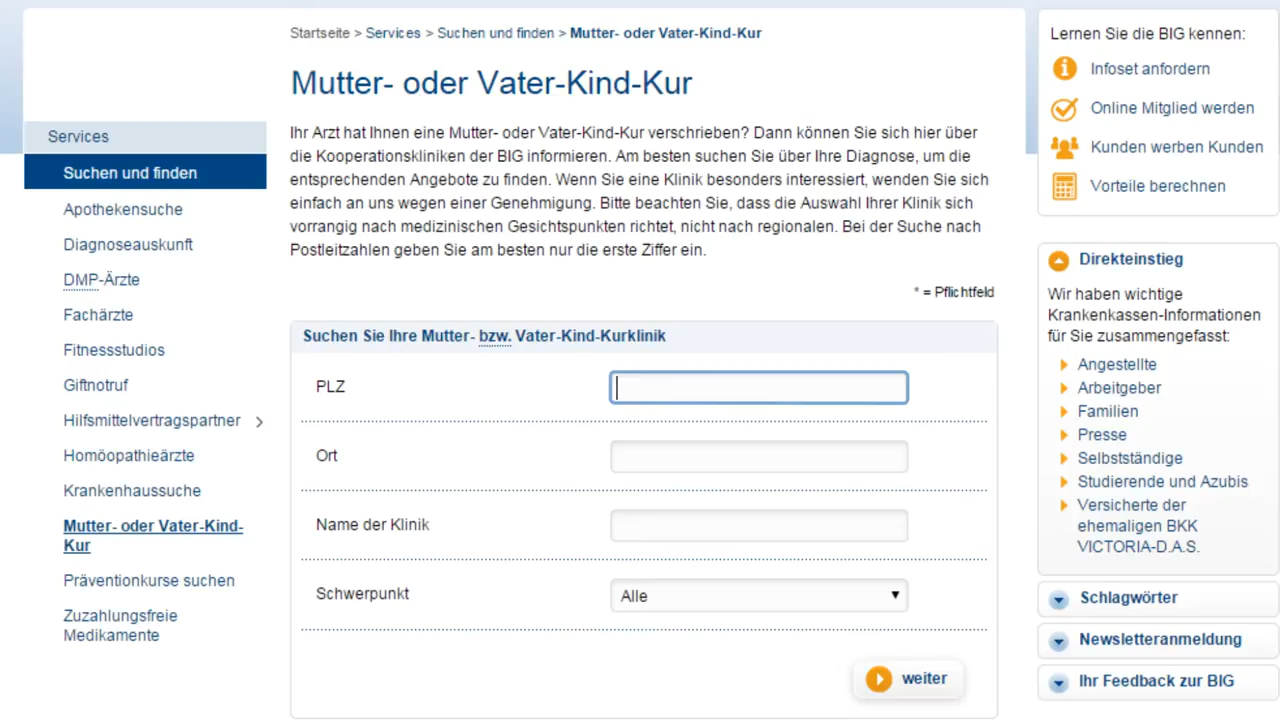 Startseite > Services > Suchen und finden > Mutter- oder Vater-Kind-Kur
Mutter- oder Vater-Kind-Kur
Ihr Arzt hat Ihnen eine Mutter- oder Vater-Kind-Kur verschrieben? Dann können Sie sich hier über
die Kooperationskliniken der BIG informieren. Am besten suchen Sie über Ihre Diagnose, um die
entsprechenden Angebote zu finden. Wenn Sie eine Klinik besonders interessiert, wenden Sie sich
einfach an uns wegen einer Genehmigung. Bitte beachten Sie, dass die Auswahl Ihrer Klinik sich
vorrangig nach medizinischen Gesichtspunkten richtet, nicht nach regionalen. Bei der Suche nach
Postleitzahlen geben Sie am besten nur die erste Ziffer ein.
* = Pflichtfeld
Suchen Sie Ihre Mutter- bzw. Vater-Kind-Kurklinik
PLZ
Ort
Name der Klinik
Schwerpunkt Alle
weiter
Services
Suchen und finden
Apothekensuche
Diagnoseauskunft
DMP-Ärzte
Fachärzte
Fitnessstudios
Giftnotruf
Hilfsmittelvertragspartner
Homöopathieärzte
Krankenhaussuche
Mutter- oder Vater-Kind-
Kur
Präventionkurse suchen
Zuzahlungsfreie
Medikamente
Lernen Sie die BIG kennen:
Infoset anfordern
Online Mitglied werden
Kunden werben Kunden
Vorteile berechnen
Direkteinstieg
Wir haben wichtige
Krankenkassen-Informationen
für Sie zusammengefasst:
Angestellte
Arbeitgeber
Familien
Presse
Selbstständige
Studierende und Azubis
Versicherte der
ehemaligen BKK
VICTORIA-D.A.S.
Schlagwörter
Newsletteranmeldung
Ihr Feedback zur BIG